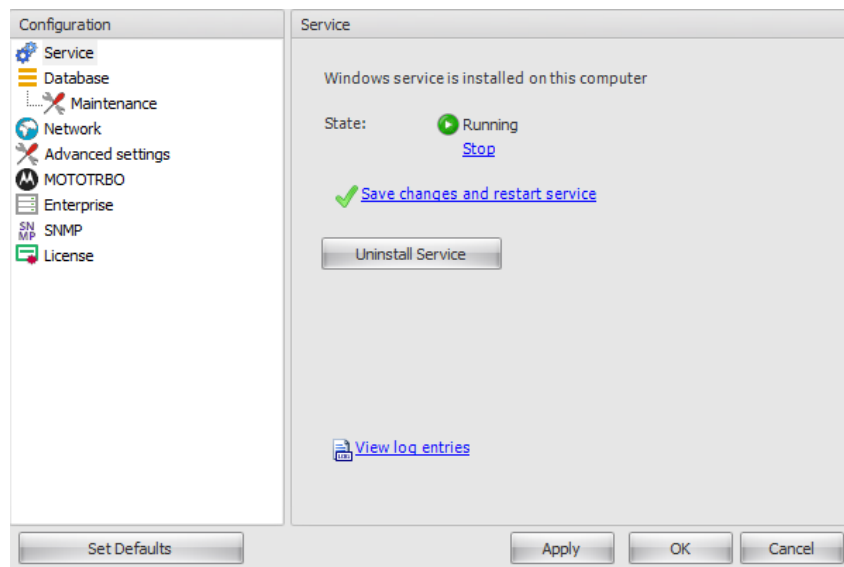 Configuration
Service
Database
Maintenance
Network
Advanced settings
MOTOTRBO
Enterprise
SN
MP
SNMP
License
Service
Windows service is installed on this computer
State: Running
Stop
Save changes and restart service
Uninstall Service
LOG
View log entries
Set Defaults
Apply
OK
Cancel